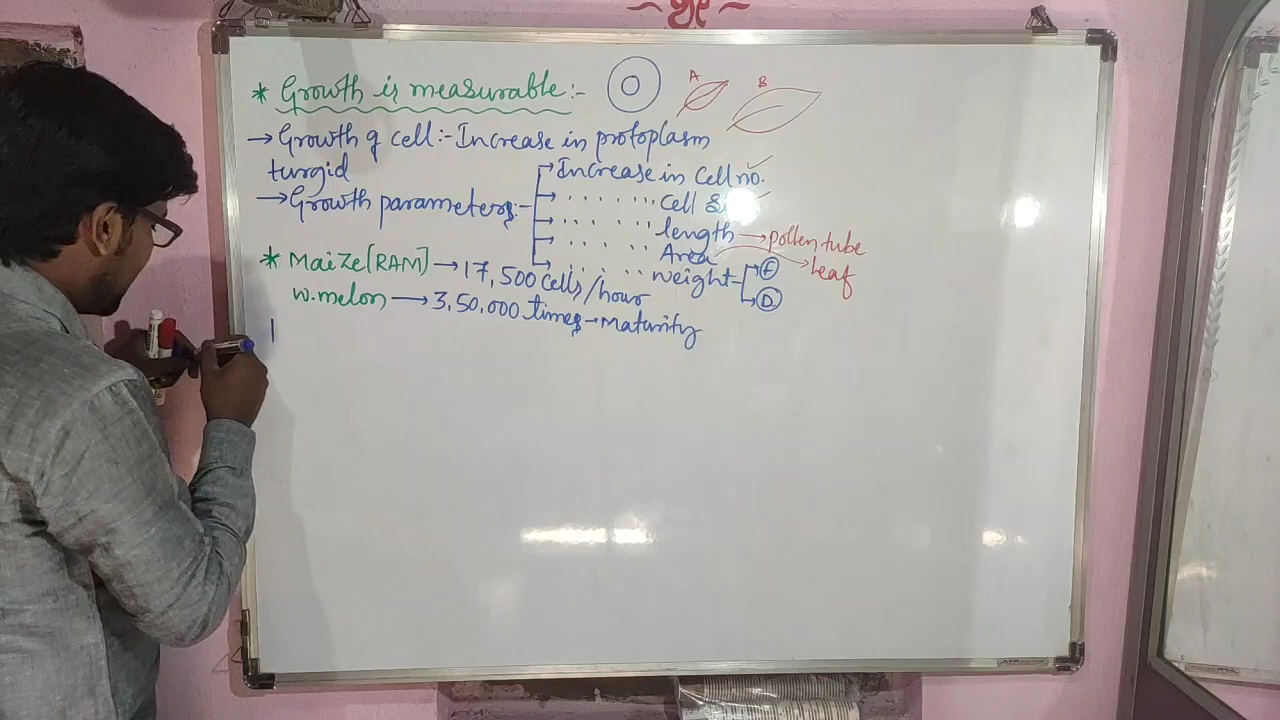 * Growth is measurable :-
A B
→ Growth of cell :- Increase in protoplasm
turgid
→ Growth parameters :-
→ Increase in Cell no. ✓
→ ...... cell
→ ...... length → pollen tube
→ ...... Area → Leaf
→ ...... weight
F
D
* Maize (RAM) → 17,500 Cells/hour
w.melon → 3,50,000 times → Maturity